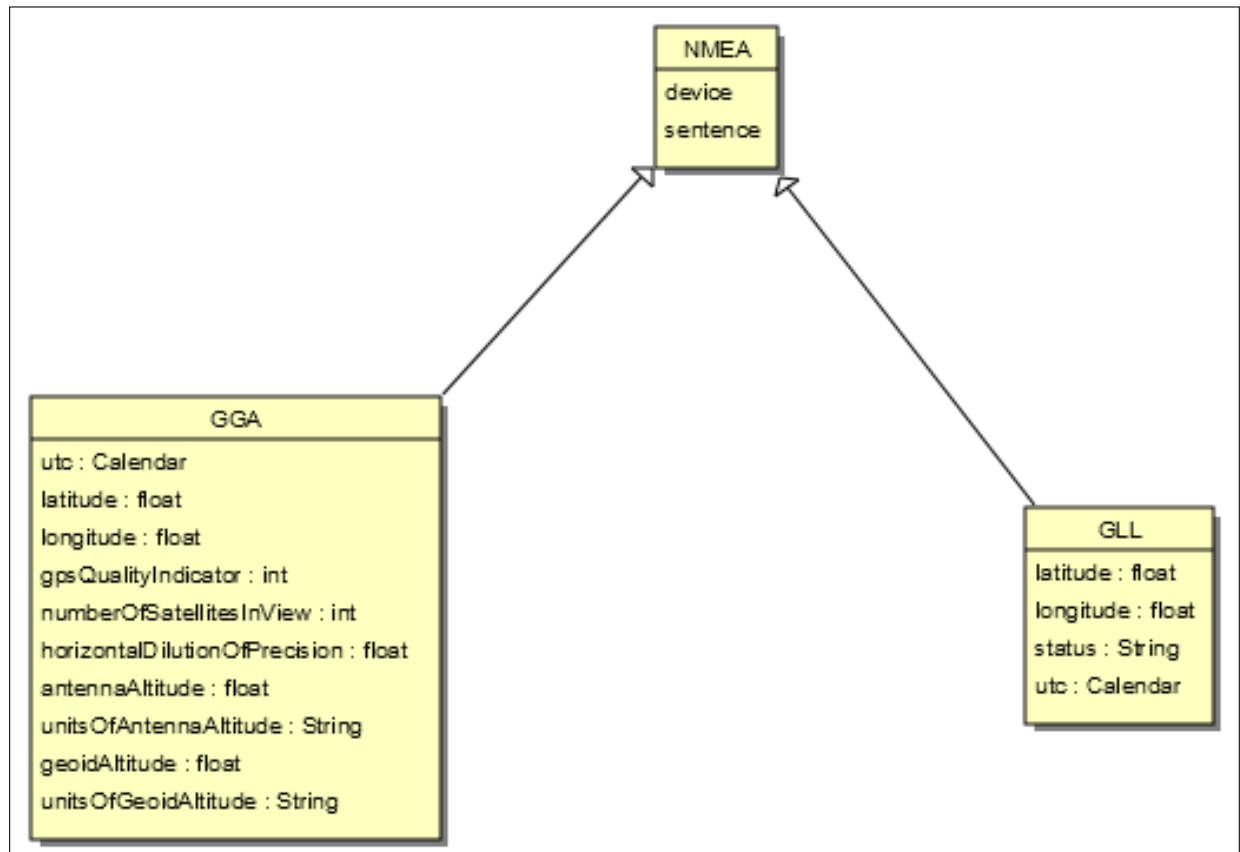 NMEA
device
sentence
GGA
utc : Calendar
latitude : float
longitude : float
gpsQualityIndicator : int
numberOfSatellitesInView : int
horizontalDilutionOfPrecision : float
antennaAltitude : float
unitsOfAntennaAltitude : String
geoidAltitude : float
unitsOfGeoidAltitude : String
GLL
latitude : float
longitude : float
status : String
utc : Calendar